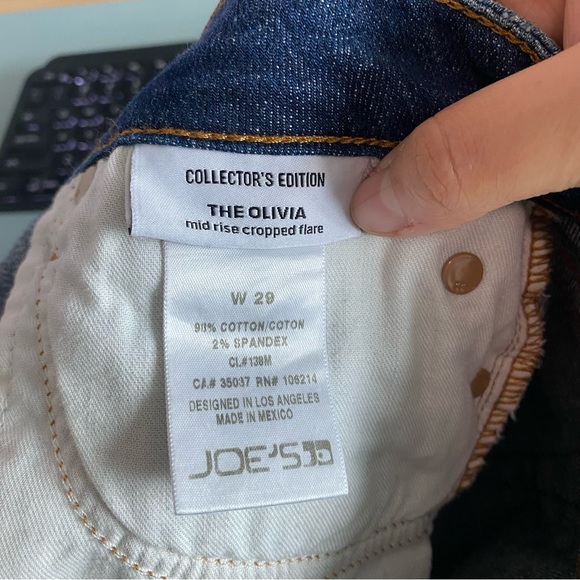 COLLECTOR'S EDITION
THE OLIVIA
mid rise cropped flare
W 29
98% COTTON/COTON
2% SPANDEX
CL#138M
CA# 35037 RN# 106214
DESIGNED IN LOS ANGELES
MADE IN MEXICO
JOE'S